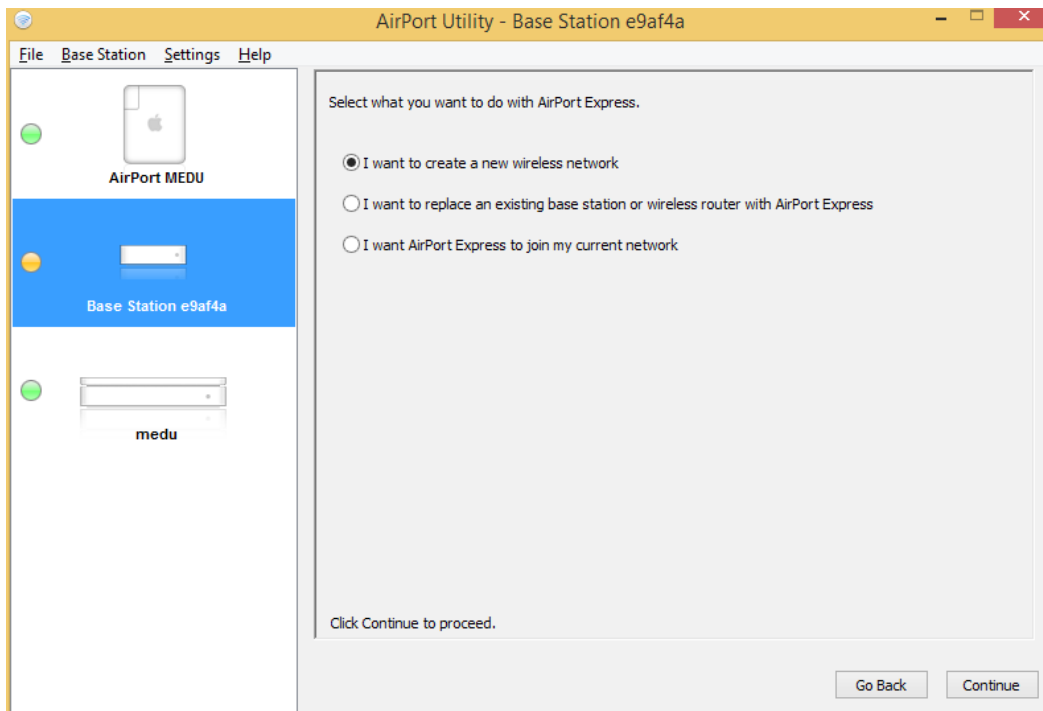 AirPort Utility - Base Station e9af4a
File Base Station Settings Help
AirPort MEDU
Base Station e9af4a
medu
Select what you want to do with AirPort Express.
I want to create a new wireless network
I want to replace an existing base station or wireless router with AirPort Express
I want AirPort Express to join my current network
Click Continue to proceed.
Go Back Continue